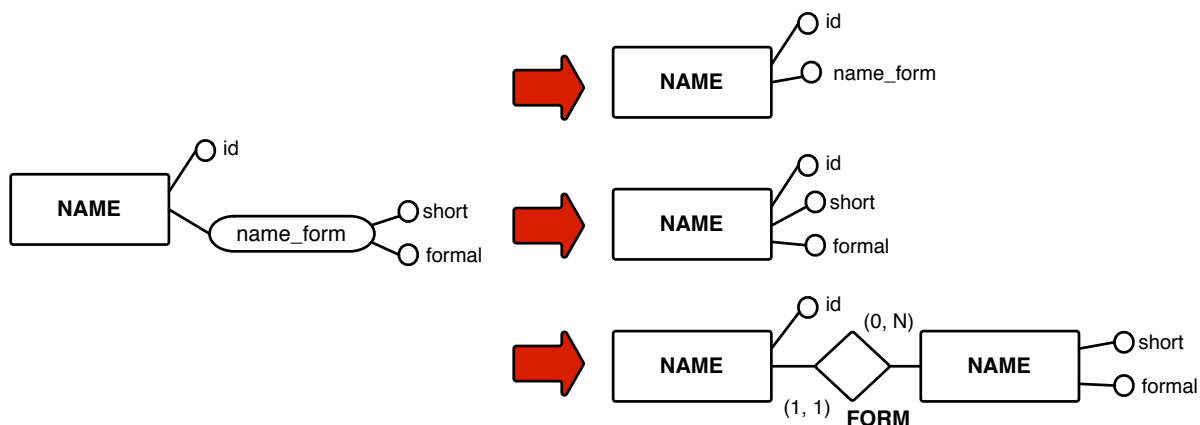 NAME
id
name_form
short
formal
NAME
id
name_form
NAME
id
short
formal
NAME
id
(1, 1)
(0, N)
FORM
NAME
short
formal